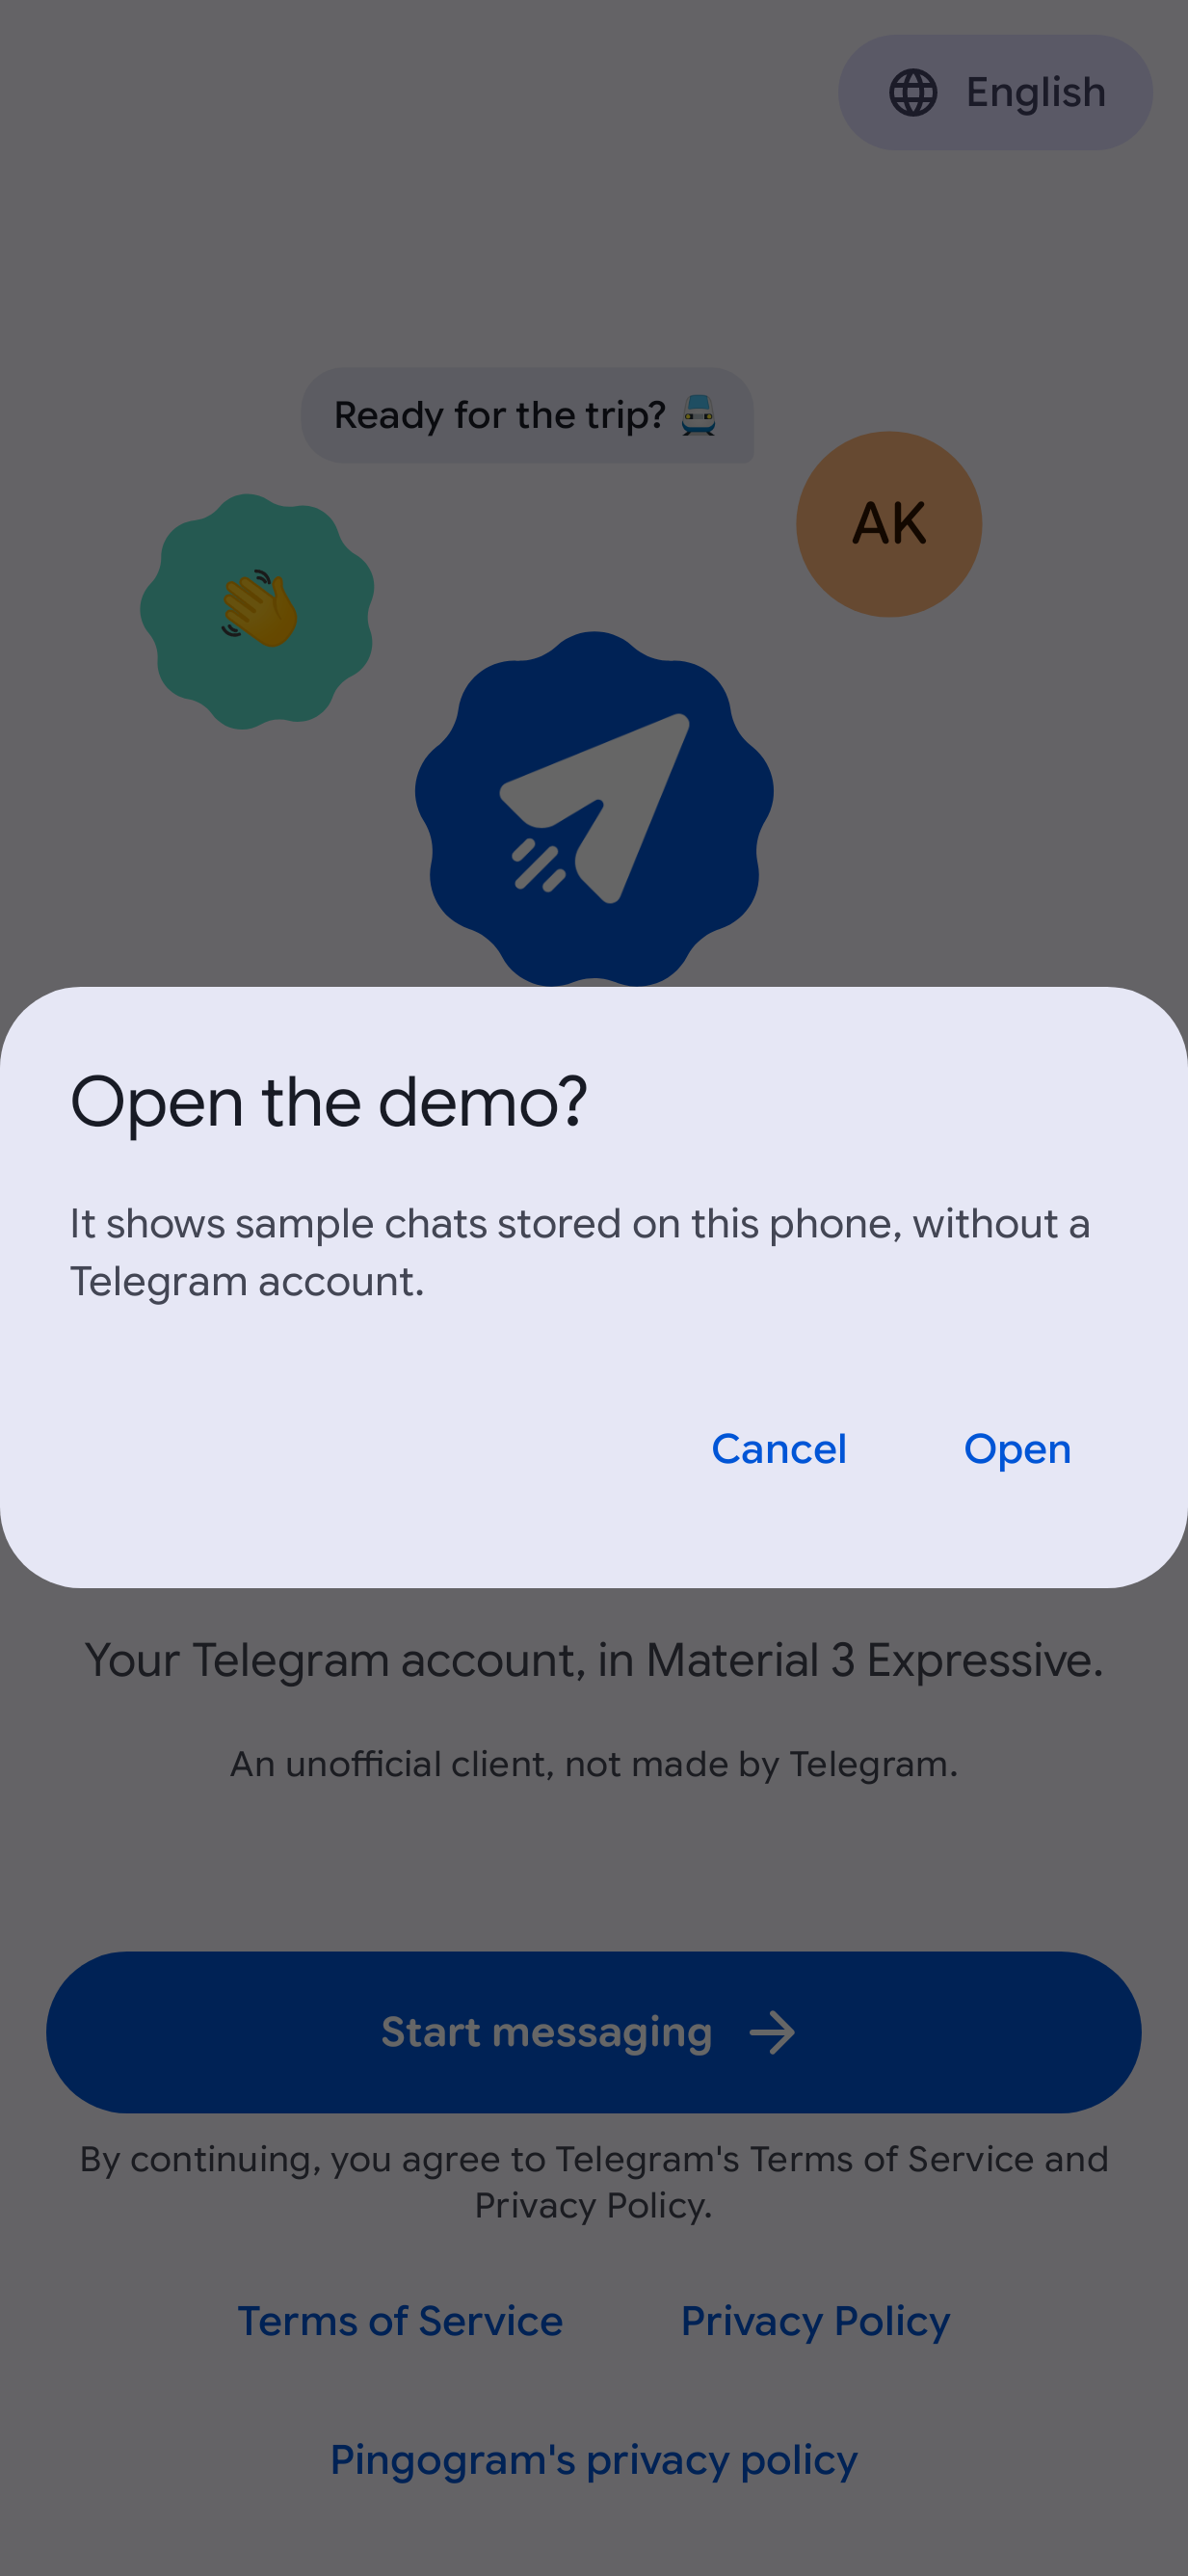 English
Ready for the trip? 🚊
AK
Open the demo?
It shows sample chats stored on this phone, without a
Telegram account.
Cancel Open
Your Telegram account, in Material 3 Expressive.
An unofficial client, not made by Telegram.
Start messaging
By continuing, you agree to Telegram's Terms of Service and
Privacy Policy.
Terms of Service Privacy Policy
Pingogram's privacy policy